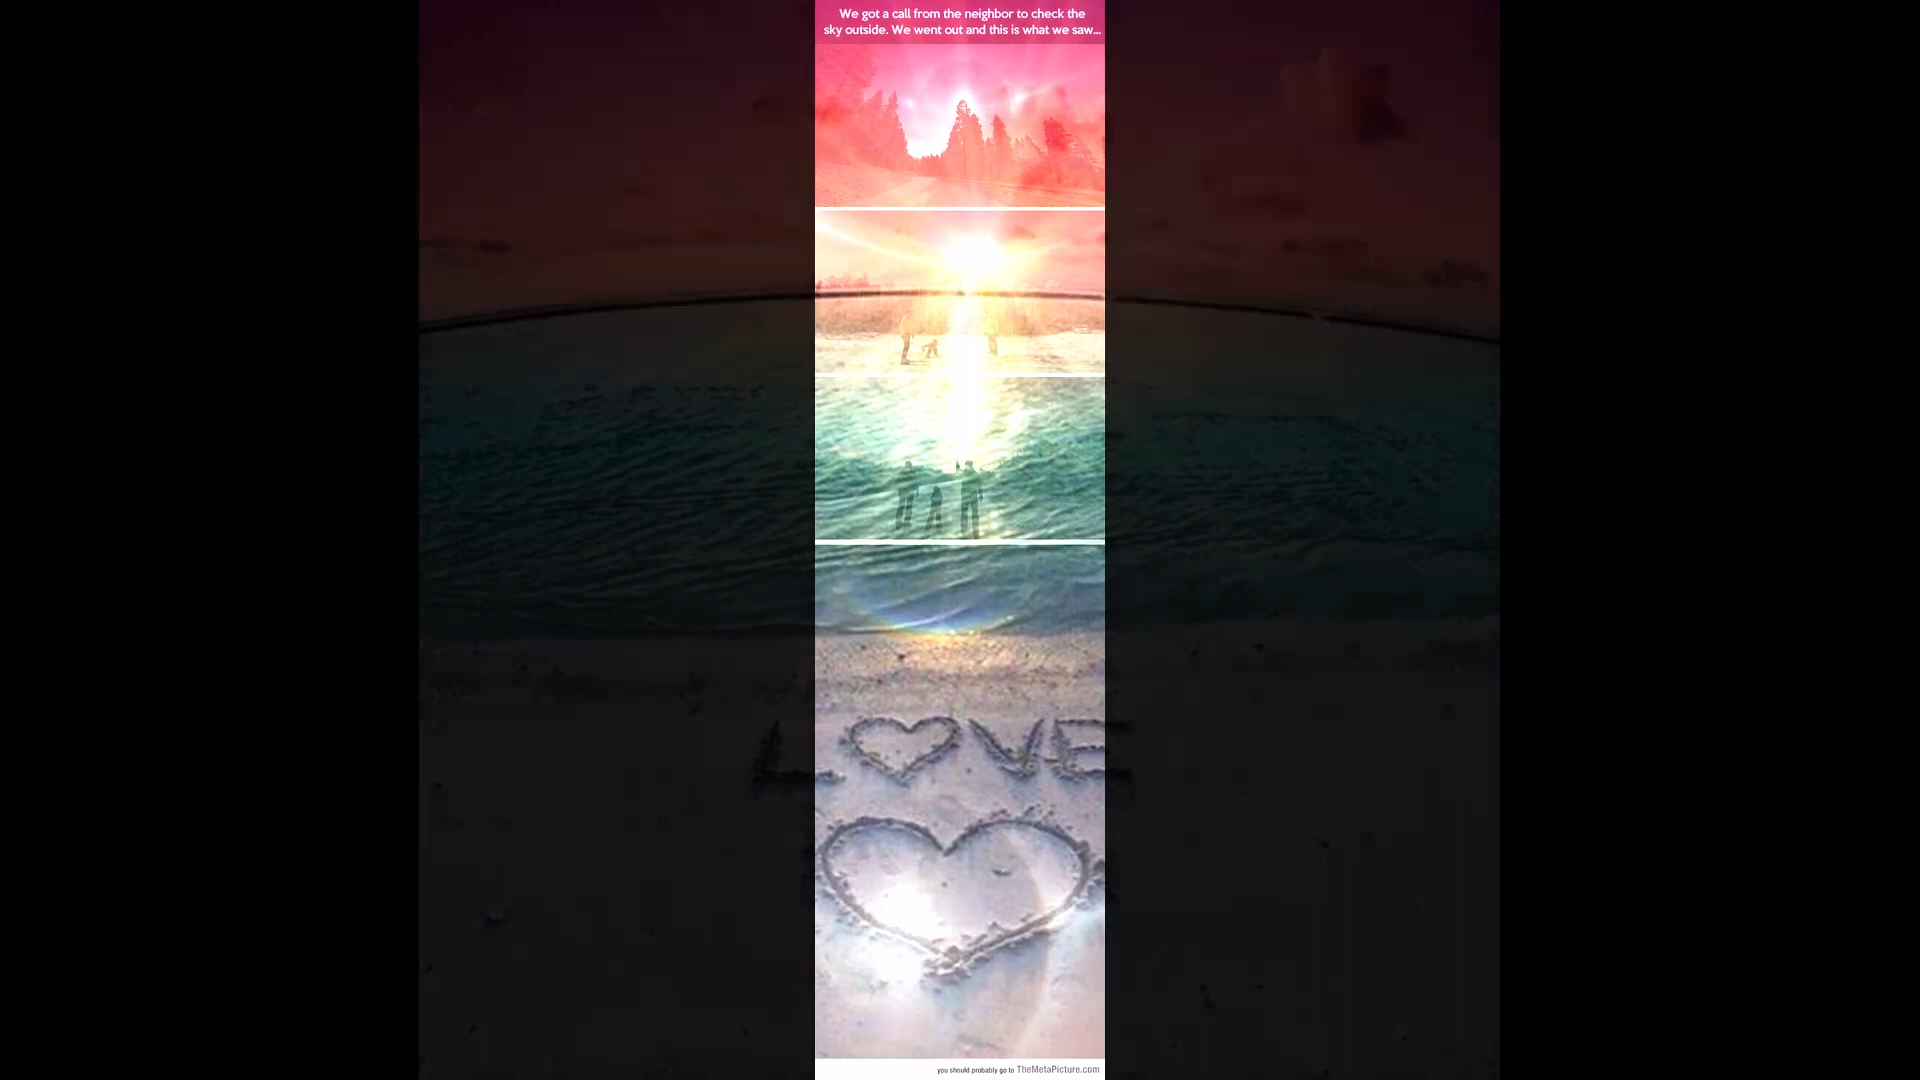 We got a call from the neighbor to check the
sky outside. We went out and this is what we saw...
LOVE
you should probably go to TheMetaPicture.com